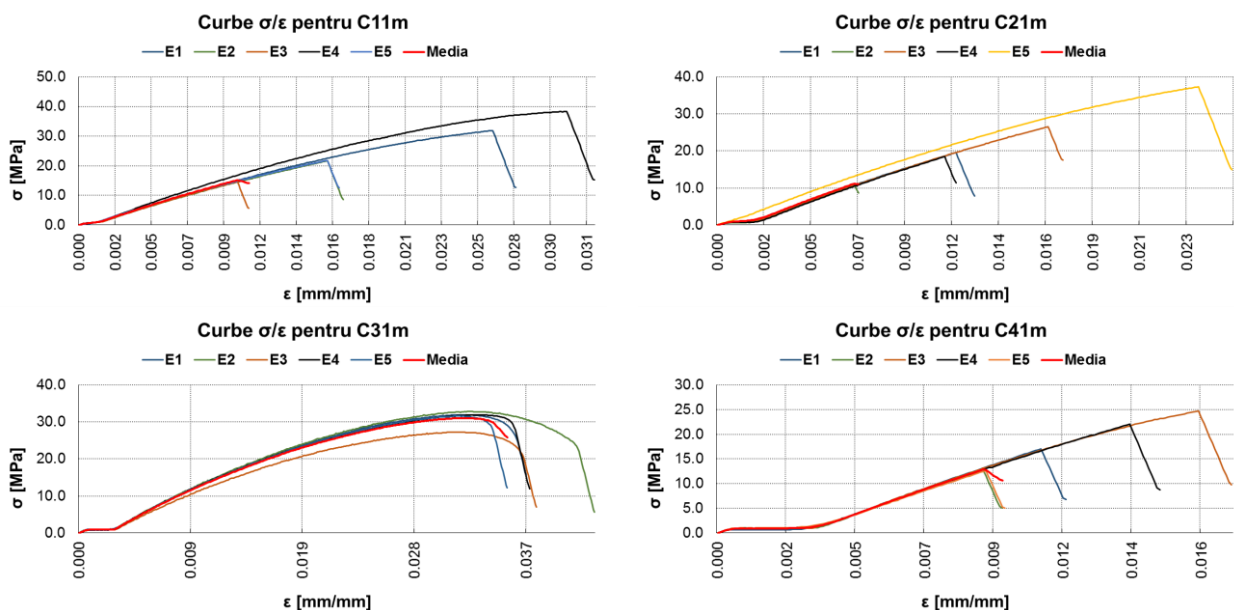 Curbe σ/ε pentru C11m
E1 E2 E3 E4 E5 Media
σ [MPa]
50.0
40.0
30.0
20.0
10.0
0.0
0.000 0.002 0.005 0.007 0.009 0.012 0.014 0.016 0.018 0.021 0.023 0.026 0.028 0.030 0.031
ε [mm/mm]
Curbe σ/ε pentru C21m
E1 E2 E3 E4 E5 Media
σ [MPa]
40.0
30.0
20.0
10.0
0.0
0.000 0.002 0.005 0.007 0.009 0.012 0.014 0.016 0.019 0.021 0.023
ε [mm/mm]
Curbe σ/ε pentru C31m
E1 E2 E3 E4 E5 Media
σ [MPa]
40.0
30.0
20.0
10.0
0.0
0.000 0.009 0.019 0.028 0.037
ε [mm/mm]
Curbe σ/ε pentru C41m
E1 E2 E3 E4 E5 Media
σ [MPa]
30.0
25.0
20.0
15.0
10.0
5.0
0.0
0.000 0.002 0.005 0.007 0.009 0.011 0.014 0.016
ε [mm/mm]